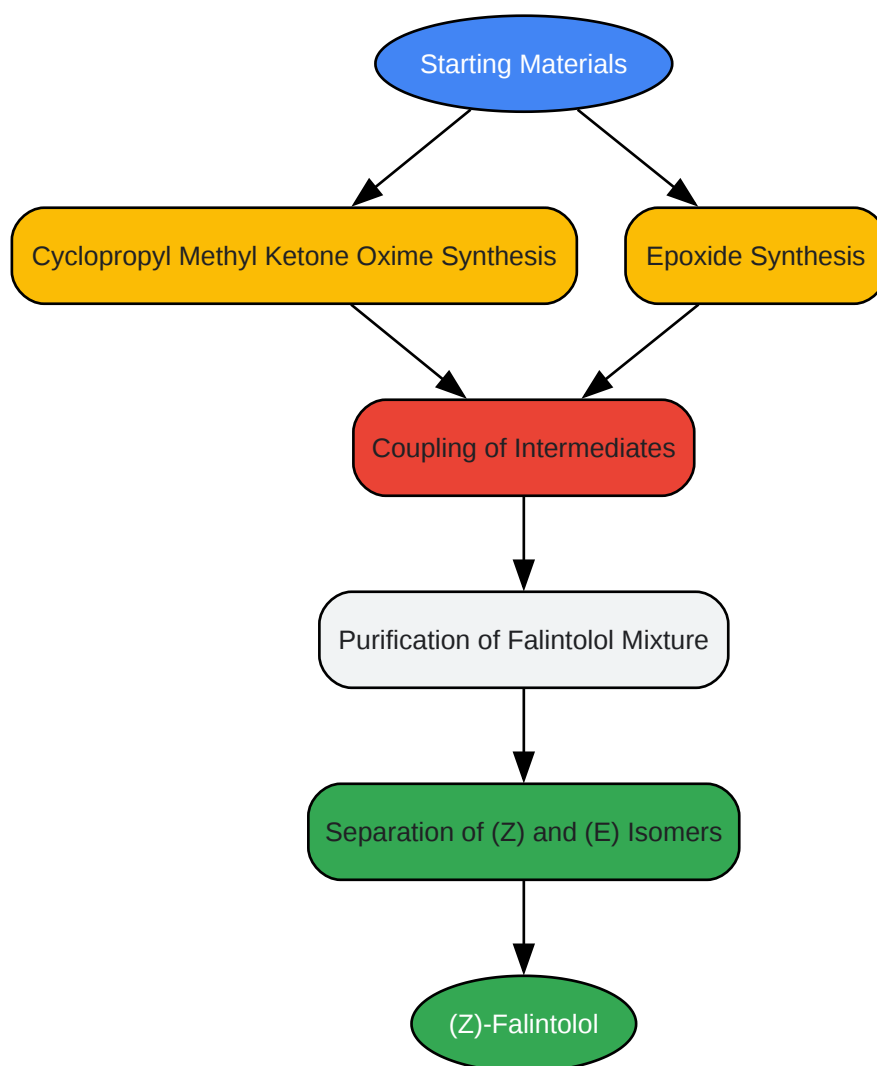 Starting Materials
Cyclopropyl Methyl Ketone Oxime Synthesis
Epoxide Synthesis
Coupling of Intermediates
Purification of Falintolol Mixture
Separation of (Z) and (E) Isomers
(Z)-Falintolol